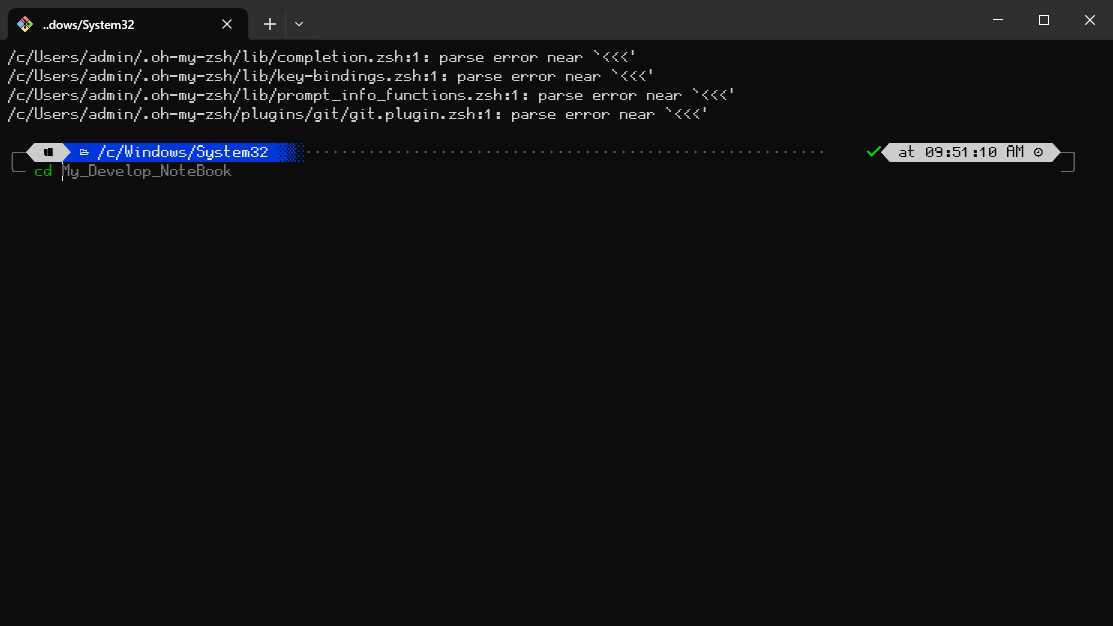 ..dows/System32
/c/Users/admin/.oh-my-zsh/lib/completion.zsh:1: parse error near `<<<'
/c/Users/admin/.oh-my-zsh/lib/key-bindings.zsh:1: parse error near `<<<'
/c/Users/admin/.oh-my-zsh/lib/prompt_info_functions.zsh:1: parse error near `<<<'
/c/Users/admin/.oh-my-zsh/plugins/git/git.plugin.zsh:1: parse error near `<<<'
/c/Windows/System32 at 09:51:10 AM
cd My_Develop_NoteBook